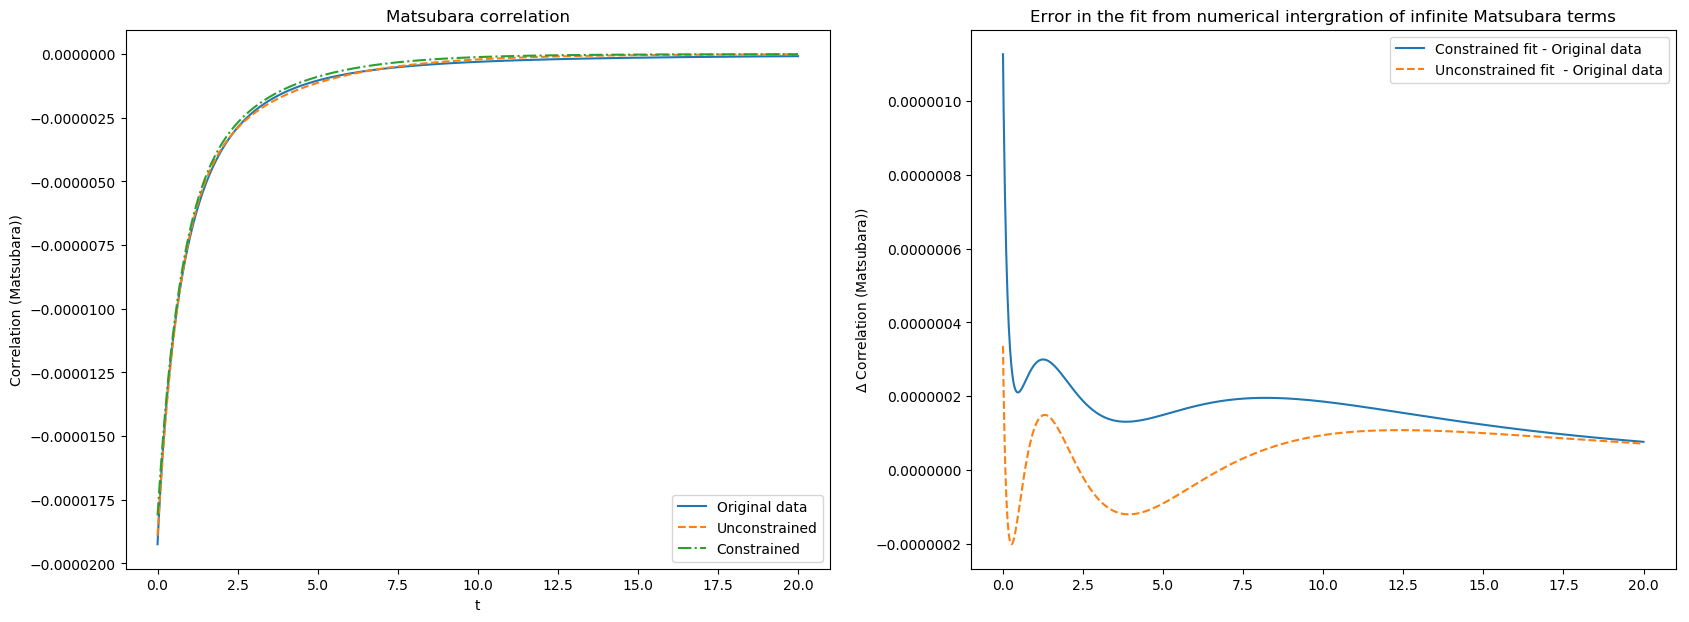 Matsubara correlation
0.0000000
−0.0000025
−0.0000050
−0.0000075
−0.0000100
−0.0000125
−0.0000150
−0.0000175
−0.0000200
Correlation (Matsubara))
0.0 2.5 5.0 7.5 10.0 12.5 15.0 17.5 20.0
t
Original data
Unconstrained
Constrained
Error in the fit from numerical intergration of infinite Matsubara terms
0.0000010
0.0000008
0.0000006
0.0000004
0.0000002
0.0000000
−0.0000002
Δ Correlation (Matsubara))
0.0 2.5 5.0 7.5 10.0 12.5 15.0 17.5 20.0
Constrained fit - Original data
Unconstrained fit  - Original data